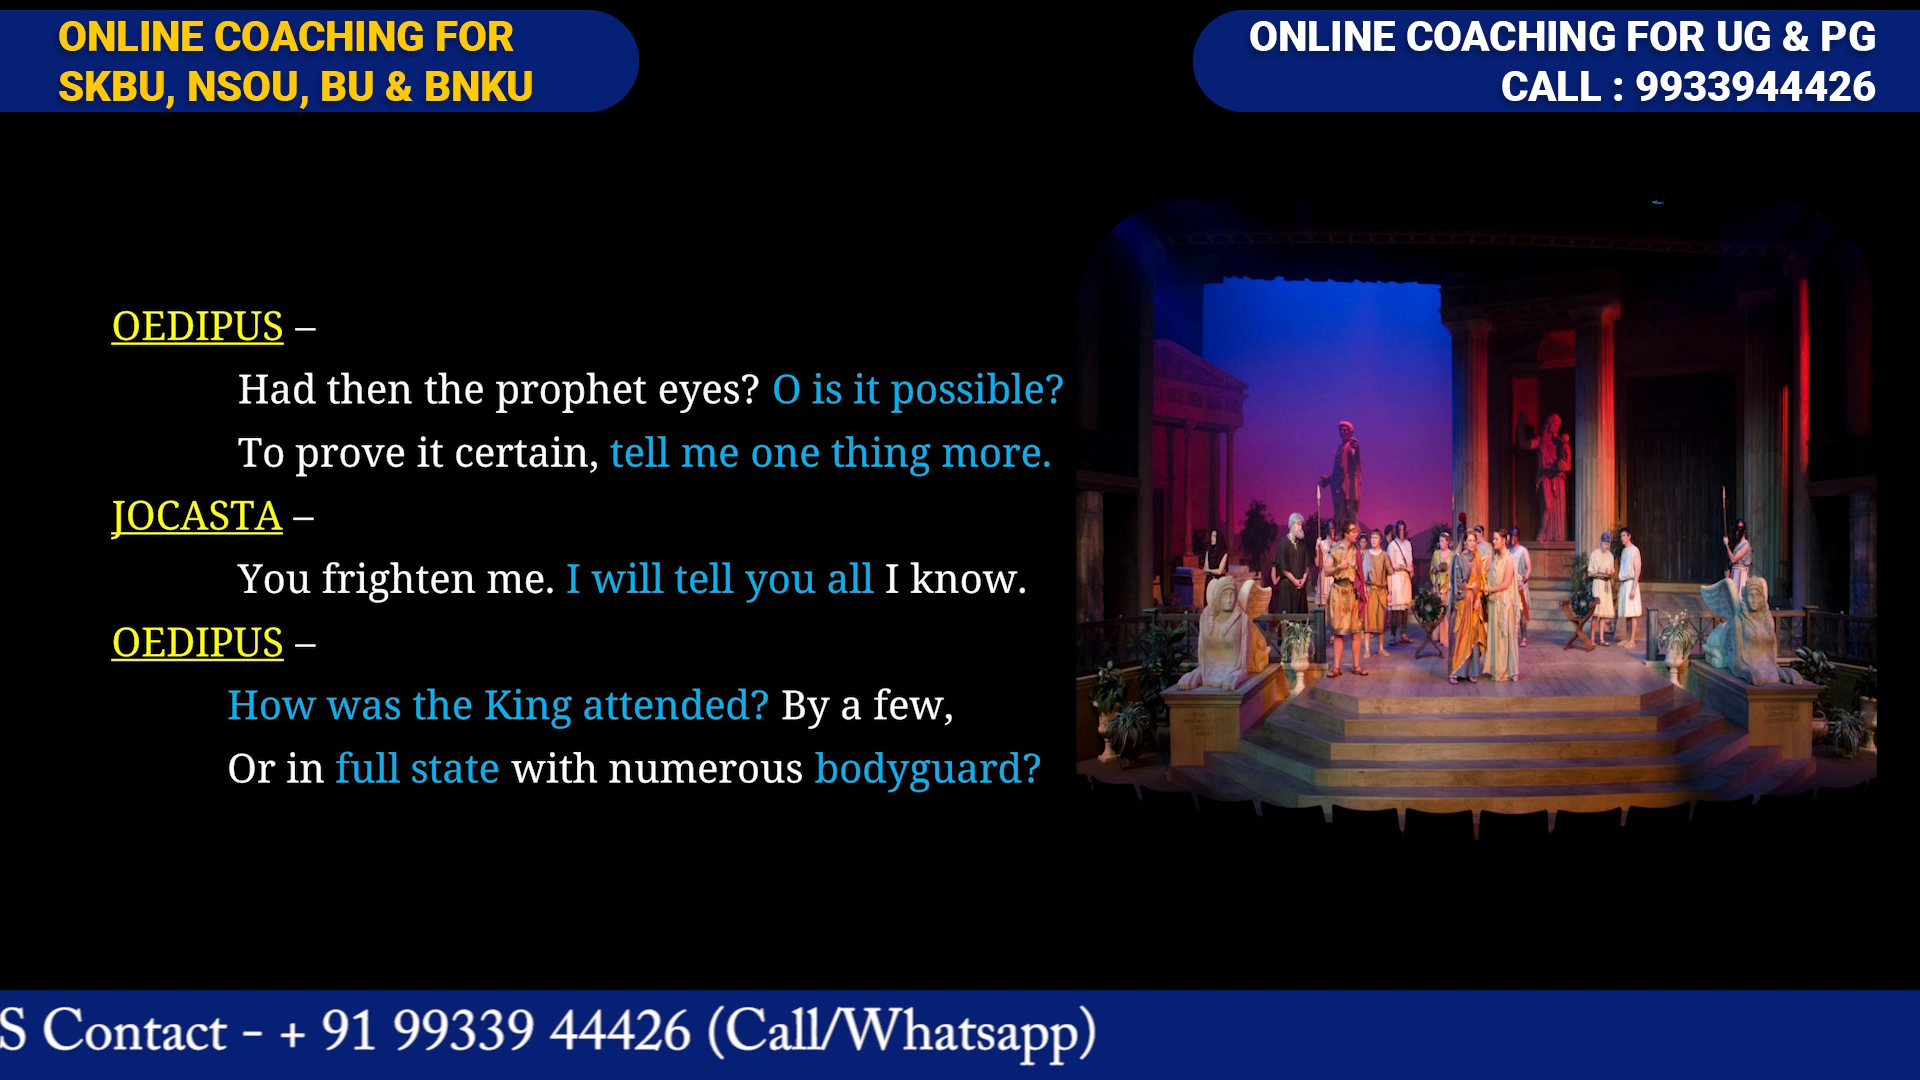 ONLINE COACHING FOR
SKBU, NSOU, BU & BNKU
ONLINE COACHING FOR UG & PG
CALL : 9933944426
OEDIPUS –
Had then the prophet eyes? O is it possible?
To prove it certain, tell me one thing more.
JOCASTA –
You frighten me. I will tell you all I know.
OEDIPUS –
How was the King attended? By a few,
Or in full state with numerous bodyguard?
S Contact - + 91 99339 44426 (Call/Whatsapp)